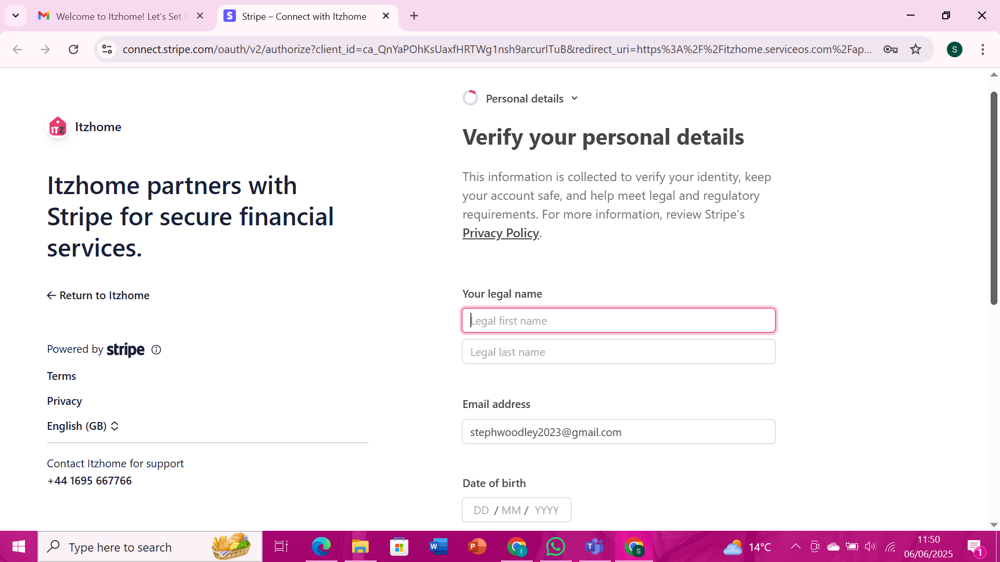 Welcome to Itzhome! Let's Set
Stripe – Connect with Itzhome
connect.stripe.com/oauth/v2/authorize?client_id=ca_QnYaPOhKsUaxfHRTWg1nsh9arcurITuB&redirect_uri=https%3A%2F%2Fitzhome.serviceos.com%2Fap...
S
Personal details
ITZ
Itzhome
Verify your personal details
Itzhome partners with
Stripe for secure financial
services.
This information is collected to verify your identity, keep
your account safe, and help meet legal and regulatory
requirements. For more information, review Stripe's
Privacy Policy.
← Return to Itzhome
Your legal name
Legal first name
Legal last name
Powered by stripe
Terms
Privacy
English (GB)
Email address
stephwoodley2023@gmail.com
Contact Itzhome for support
+44 1695 667766
Date of birth
DD / MM / YYYY
Type here to search
14°C
11:50
06/06/2025
1